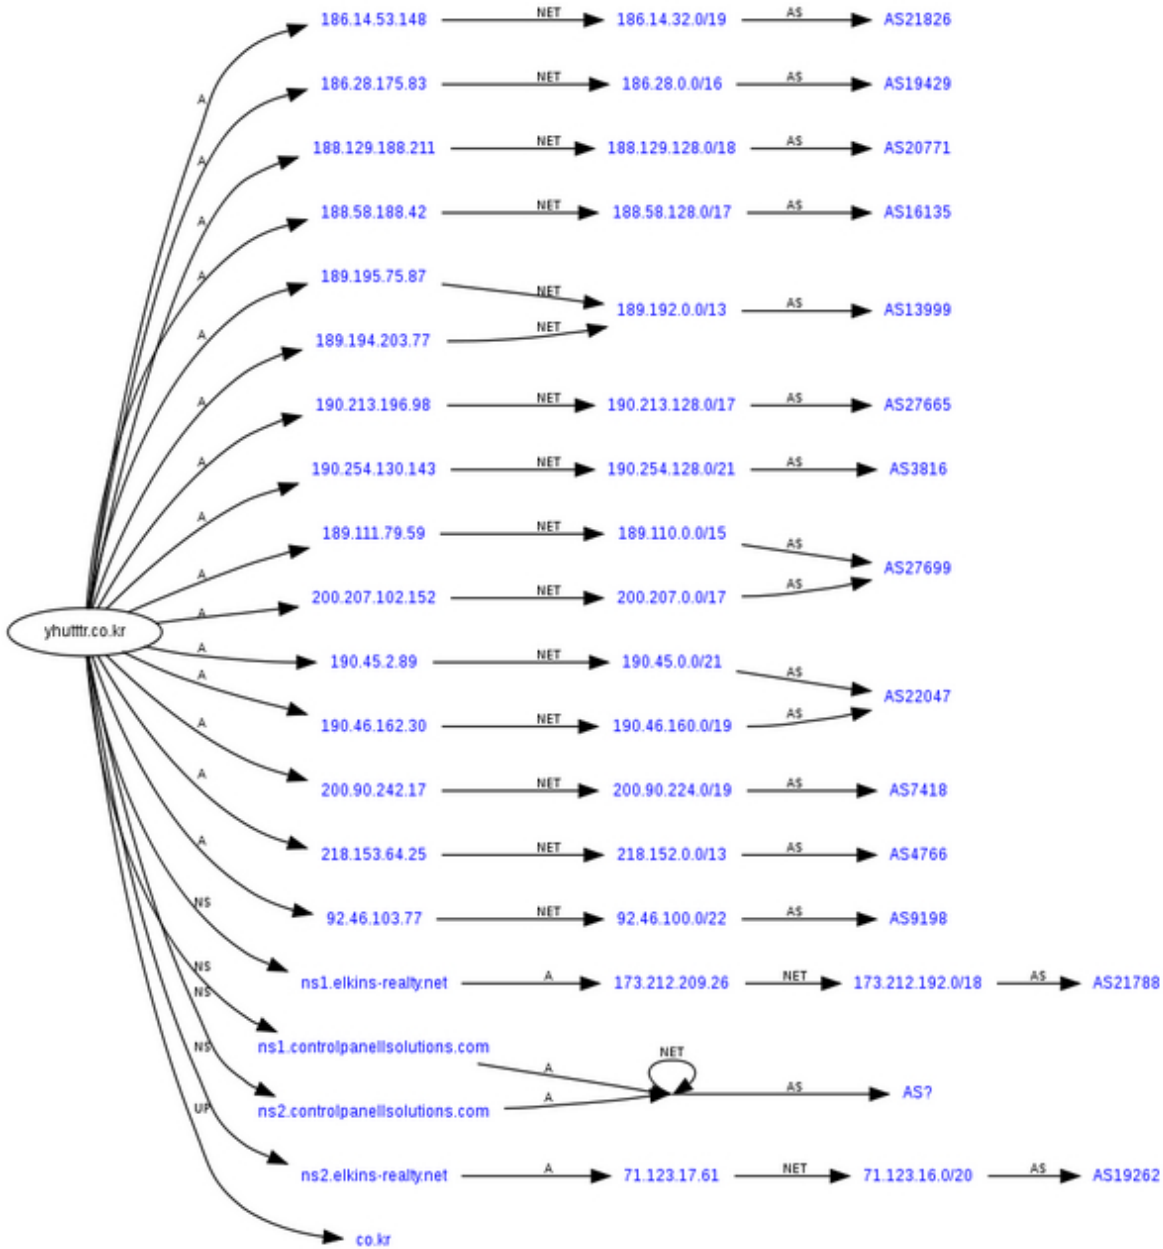 186.14.53.148 NET 186.14.32.0/19 AS AS21826
A
186.28.175.83 NET 186.28.0.0/16 AS AS19429
A
188.129.188.211 NET 188.129.128.0/18 AS AS20771
A
188.58.188.42 NET 188.58.128.0/17 AS AS16135
A
189.195.75.87 NET 189.192.0.0/13 AS AS13999
A
189.194.203.77 NET
A
190.213.196.98 NET 190.213.128.0/17 AS AS27665
A
190.254.130.143 NET 190.254.128.0/21 AS AS3816
A
189.111.79.59 NET 189.110.0.0/15 AS AS27699
A
200.207.102.152 NET 200.207.0.0/17 AS
A
yhutttr.co.kr
A
190.45.2.89 NET 190.45.0.0/21 AS AS22047
A
190.46.162.30 NET 190.46.160.0/19 AS
A
200.90.242.17 NET 200.90.224.0/19 AS AS7418
A
218.153.64.25 NET 218.152.0.0/13 AS AS4766
A
92.46.103.77 NET 92.46.100.0/22 AS AS9198
NS
ns1.elkins-realty.net A 173.212.209.26 NET 173.212.192.0/18 AS AS21788
NS
NS
ns1.controlpanellsolutions.com A NET AS AS?
NS
ns2.controlpanellsolutions.com A
UP
ns2.elkins-realty.net A 71.123.17.61 NET 71.123.16.0/20 AS AS19262
co.kr